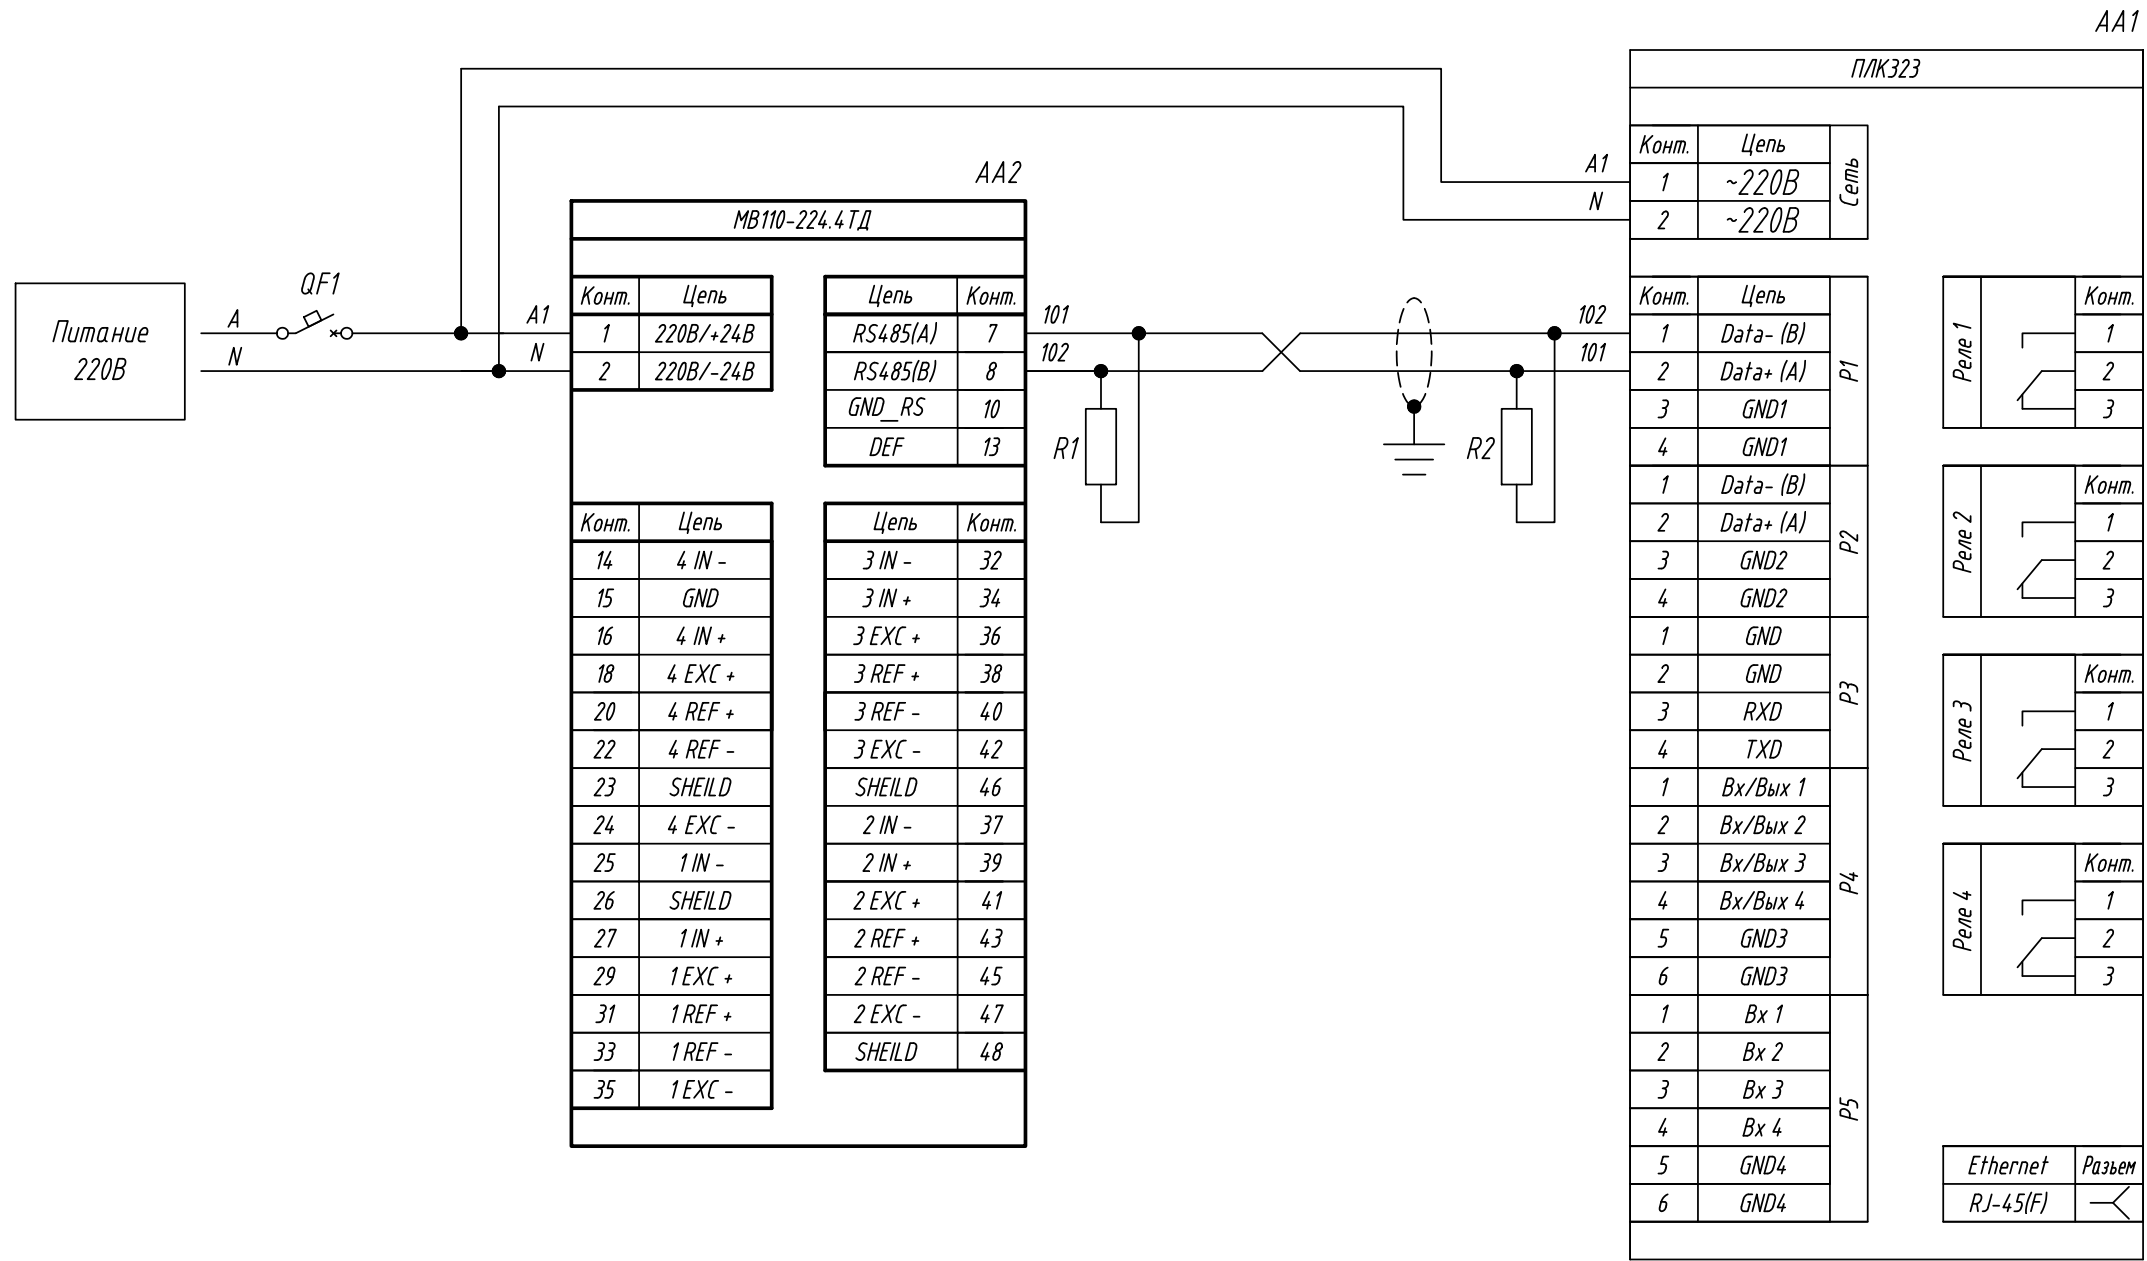 AA1
ПЛК323
Конт. Цепь Сеть
A1 1 ~220В
N 2 ~220В
AA2
МВ110-224.4ТД
Питание
220В
QF1
A
N
A1
N
Конт. Цепь
1 220В/+24В
2 220В/-24В
Цепь Конт.
RS485(A) 7
RS485(B) 8
GND_RS 10
DEF 13
101
102
R1
R2
102
101
Конт. Цепь
14 4 IN -
15 GND
16 4 IN +
18 4 EXC +
20 4 REF +
22 4 REF -
23 SHEILD
24 4 EXC -
25 1 IN -
26 SHEILD
27 1 IN +
29 1 EXC +
31 1 REF +
33 1 REF -
35 1 EXC -
Цепь Конт.
3 IN - 32
3 IN + 34
3 EXC + 36
3 REF + 38
3 REF - 40
3 EXC - 42
SHEILD 46
2 IN - 37
2 IN + 39
2 EXC + 41
2 REF + 43
2 REF - 45
2 EXC - 47
SHEILD 48
Конт. Цепь
P1
1 Data- (B)
2 Data+ (A)
3 GND1
4 GND1
P2
1 Data- (B)
2 Data+ (A)
3 GND2
4 GND2
P3
1 GND
2 GND
3 RXD
4 TXD
P4
1 Вх/Вых 1
2 Вх/Вых 2
3 Вх/Вых 3
4 Вх/Вых 4
5 GND3
6 GND3
P5
1 Вх 1
2 Вх 2
3 Вх 3
4 Вх 4
5 GND4
6 GND4
Реле 1
Конт.
1
2
3
Реле 2
Конт.
1
2
3
Реле 3
Конт.
1
2
3
Реле 4
Конт.
1
2
3
Ethernet Разъем
RJ-45(F)